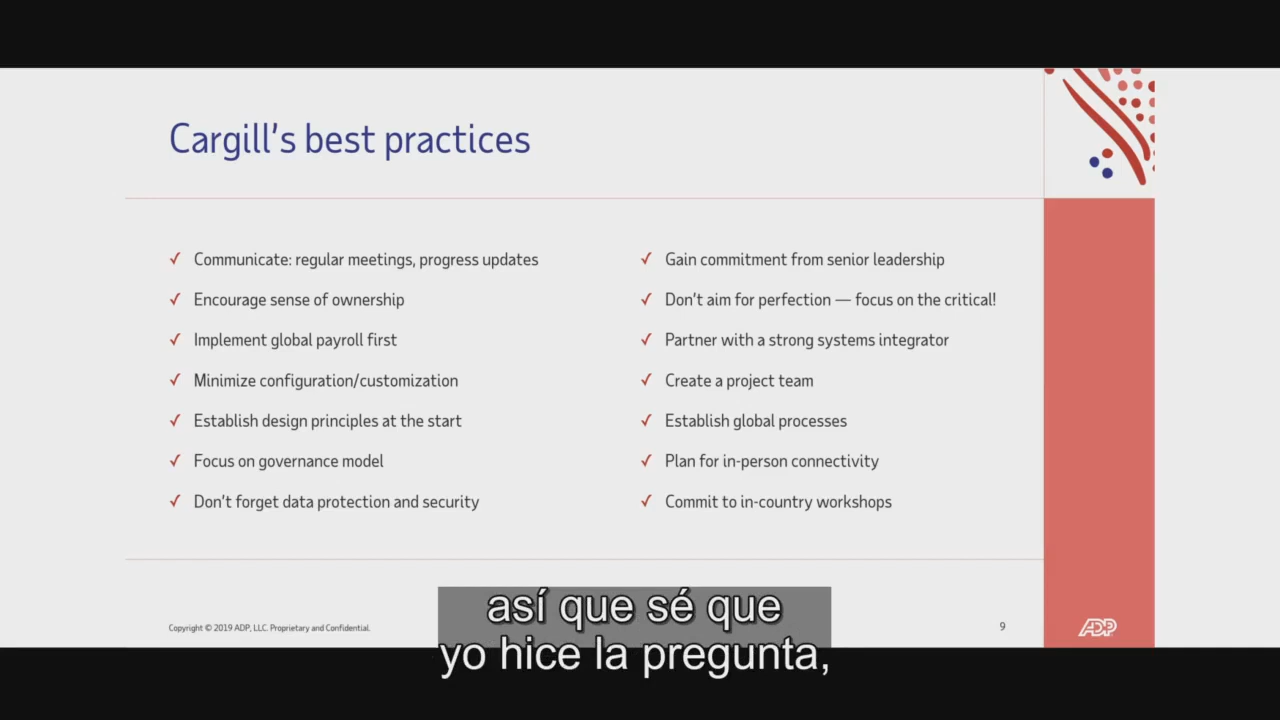 Cargill's best practices
✓ Communicate: regular meetings, progress updates
✓ Encourage sense of ownership
✓ Implement global payroll first
✓ Minimize configuration/customization
✓ Establish design principles at the start
✓ Focus on governance model
✓ Don't forget data protection and security
✓ Gain commitment from senior leadership
✓ Don't aim for perfection — focus on the critical!
✓ Partner with a strong systems integrator
✓ Create a project team
✓ Establish global processes
✓ Plan for in-person connectivity
✓ Commit to in-country workshops
Copyright © 2019 ADP, LLC. Proprietary and Confidential.
9
ADP
así que sé que
yo hice la pregunta,